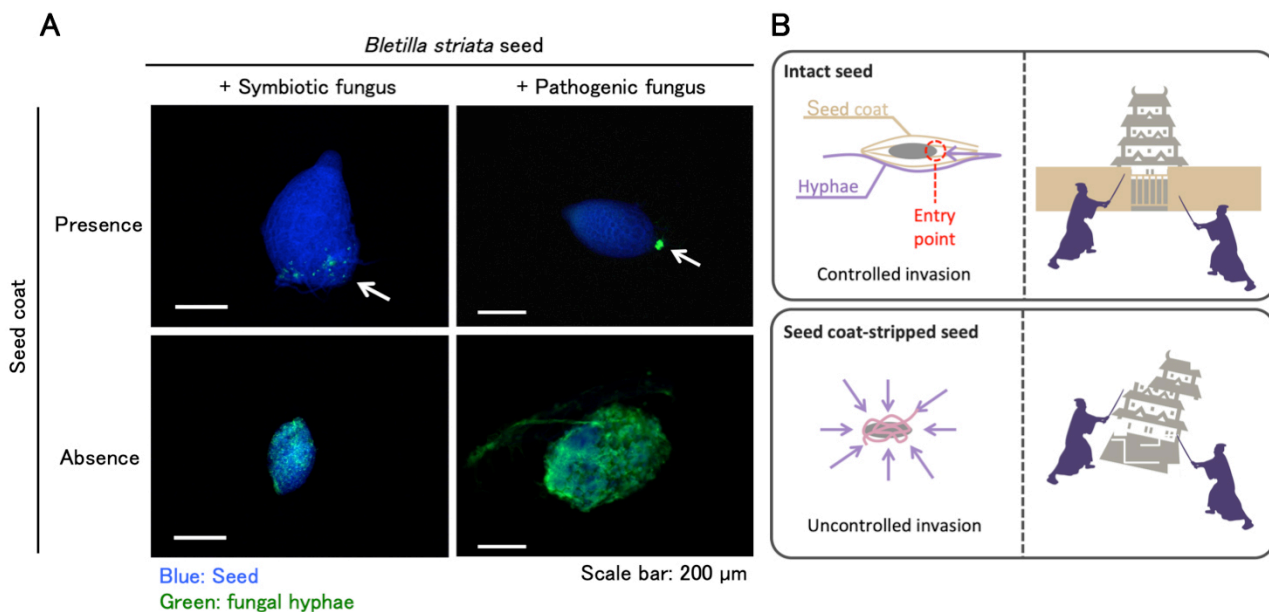 A
Bletilla striata seed
+ Symbiotic fungus
+ Pathogenic fungus
Seed coat
Presence
Absence
Blue: Seed
Green: fungal hyphae
Scale bar: 200 μm
B
Intact seed
Seed coat
Hyphae
Entry
point
Controlled invasion
Seed coat-stripped seed
Uncontrolled invasion